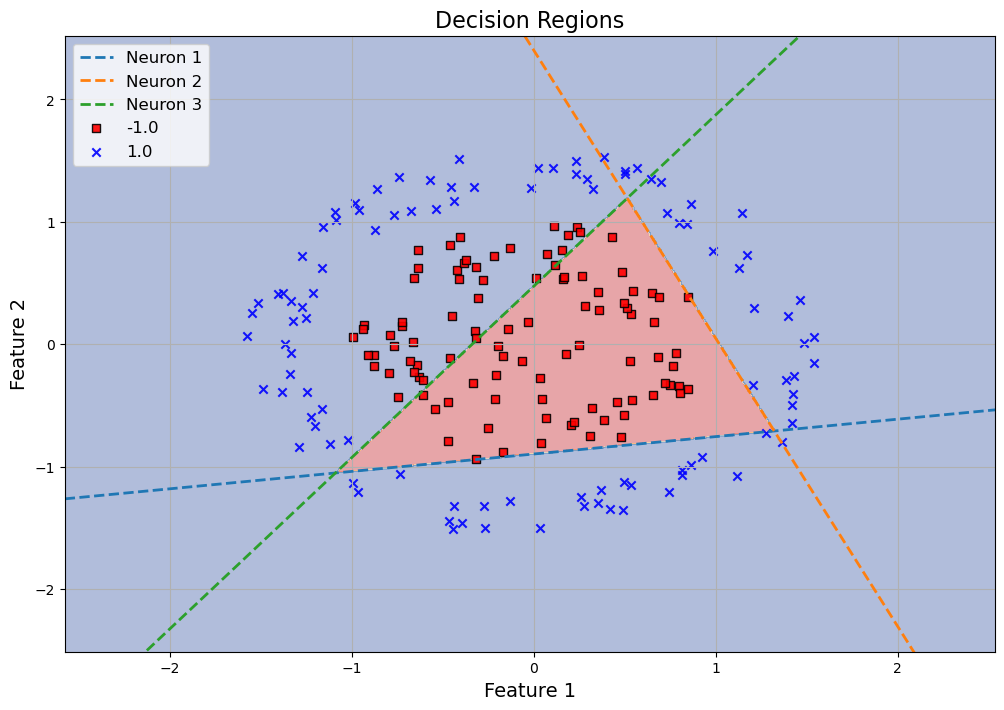 Decision Regions
Neuron 1
Neuron 2
Neuron 3
-1.0
1.0
2
1
0
−1
−2
Feature 2
−2
−1
0
1
2
Feature 1